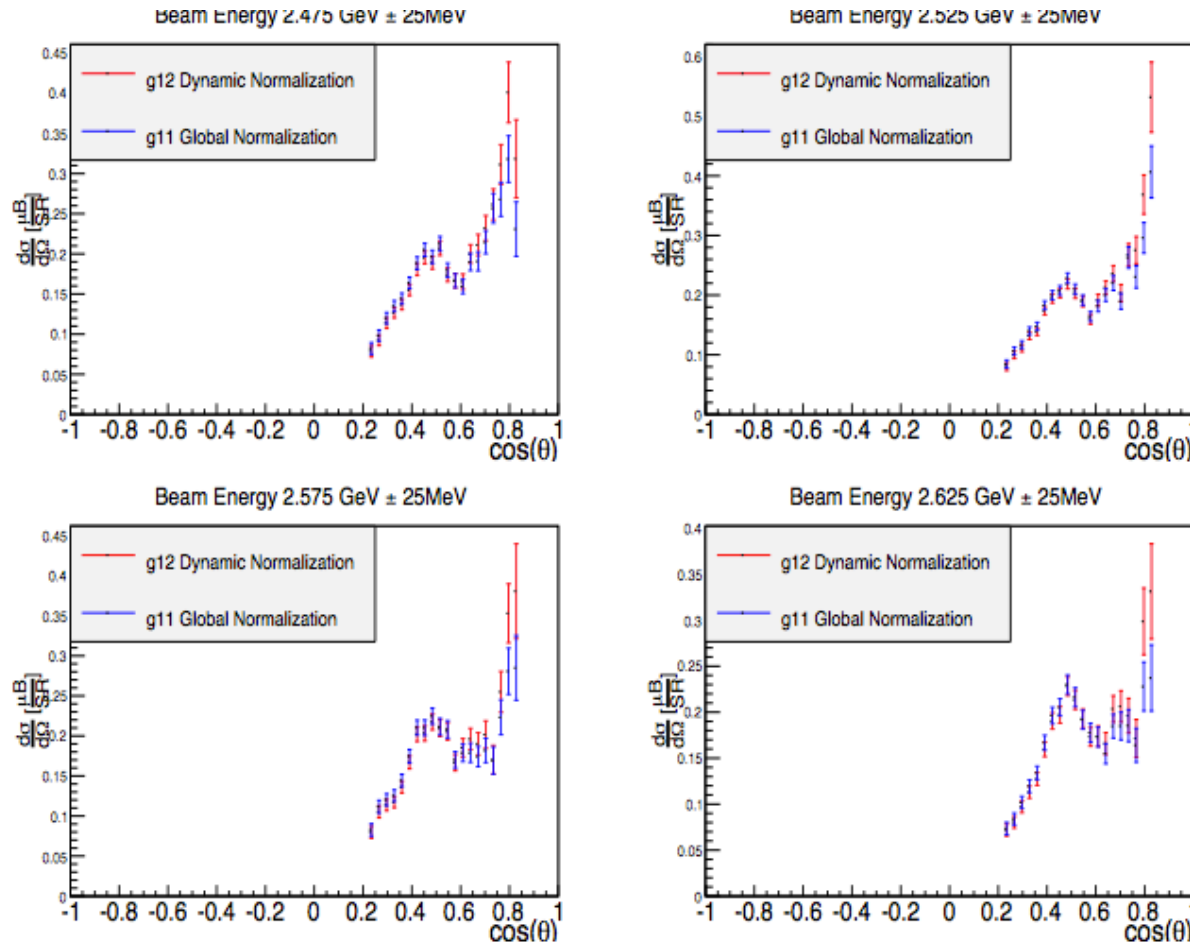 Beam Energy 2.475 GeV ± 25MeV
0.45
0.4
0.35
0.3
0.25
0.2
0.15
0.1
0.05
0
dσ
dΩ
[μB
SR]
g12 Dynamic Normalization
g11 Global Normalization
-1 -0.8 -0.6 -0.4 -0.2 0 0.2 0.4 0.6 0.8 1
cos(θ)
Beam Energy 2.525 GeV ± 25MeV
0.6
0.5
0.4
0.3
0.2
0.1
0
dσ
dΩ
[μB
SR]
g12 Dynamic Normalization
g11 Global Normalization
-1 -0.8 -0.6 -0.4 -0.2 0 0.2 0.4 0.6 0.8 1
cos(θ)
Beam Energy 2.575 GeV ± 25MeV
0.45
0.4
0.35
0.3
0.25
0.2
0.15
0.1
0.05
0
dσ
dΩ
[μB
SR]
g12 Dynamic Normalization
g11 Global Normalization
-1 -0.8 -0.6 -0.4 -0.2 0 0.2 0.4 0.6 0.8 1
cos(θ)
Beam Energy 2.625 GeV ± 25MeV
0.4
0.35
0.3
0.25
0.2
0.15
0.1
0.05
0
dσ
dΩ
[μB
SR]
g12 Dynamic Normalization
g11 Global Normalization
-1 -0.8 -0.6 -0.4 -0.2 0 0.2 0.4 0.6 0.8 1
cos(θ)